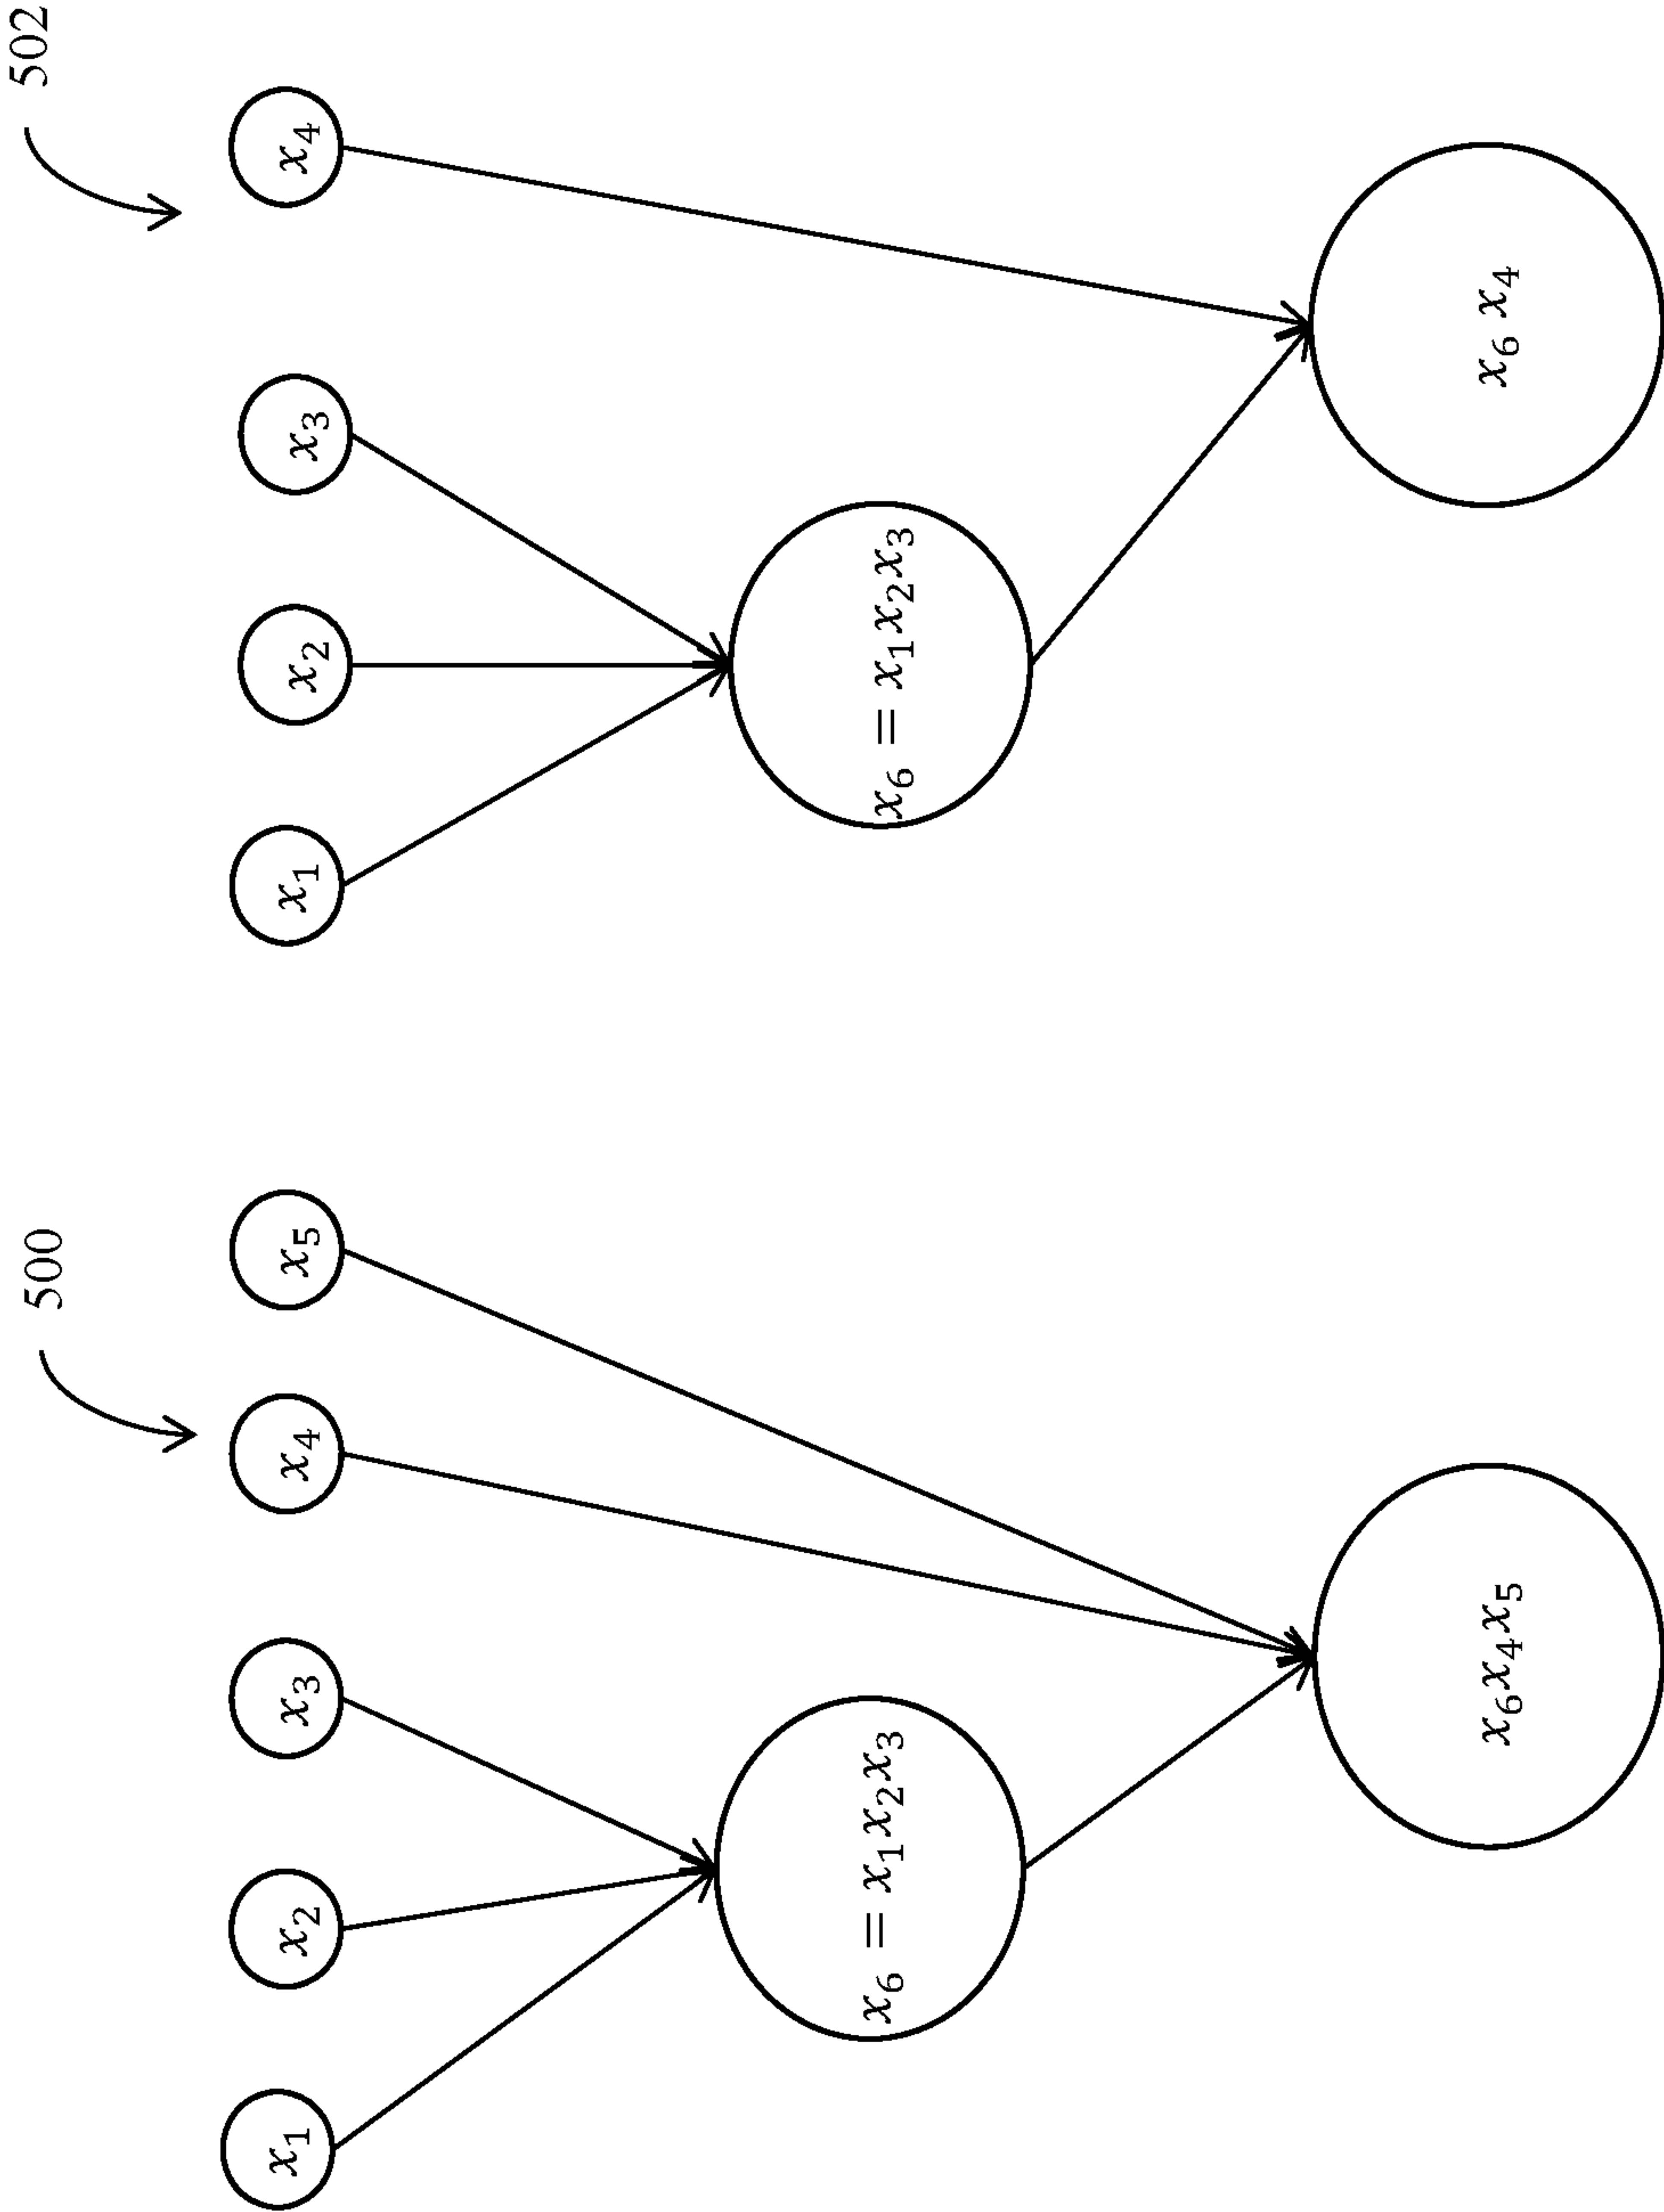 500
x₁
x₂
x₃
x₄
x₅
x₆ = x₁x₂x₃
x₆x₄x₅
502
x₁
x₂
x₃
x₄
x₆ = x₁x₂x₃
x₆ x₄